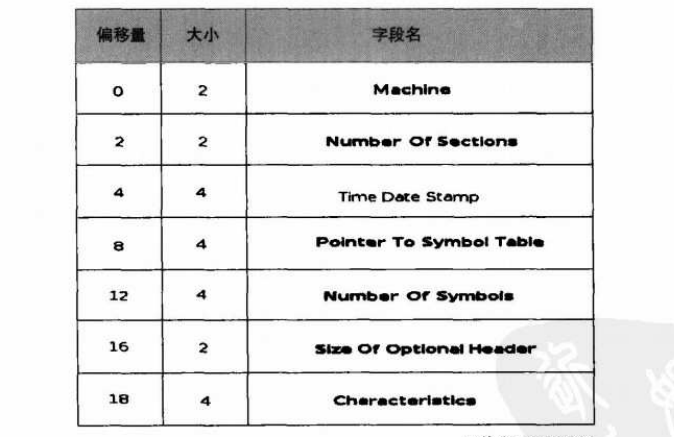 偏移量 大小 字段名
0 2 Machine
2 2 Number Of Sections
4 4 Time Date Stamp
8 4 Pointer To Symbol Table
12 4 Number Of Symbols
16 2 Size Of Optional Header
18 4 Characteristics